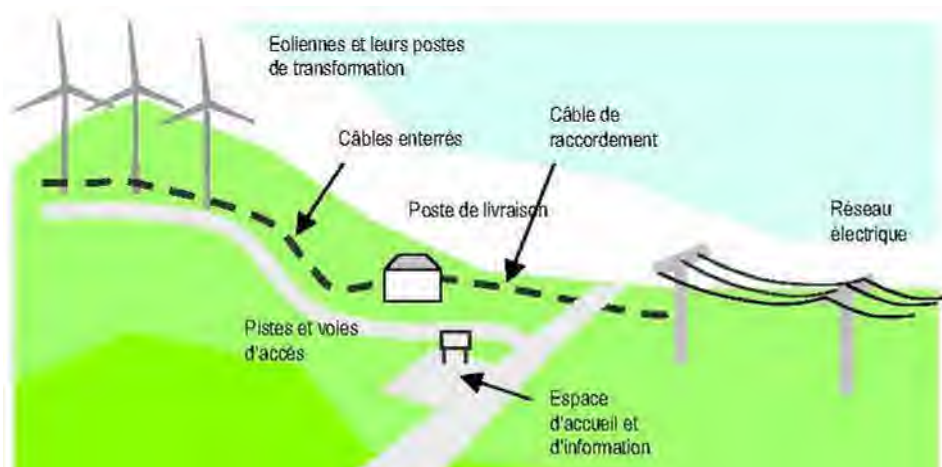 Eoliennes et leurs postes
de transformation
Câbles enterrés
Câble de
raccordement
Poste de livraison
Réseau
électrique
Pistes et voies
d'accés
Espace
d'accueil et
d'information